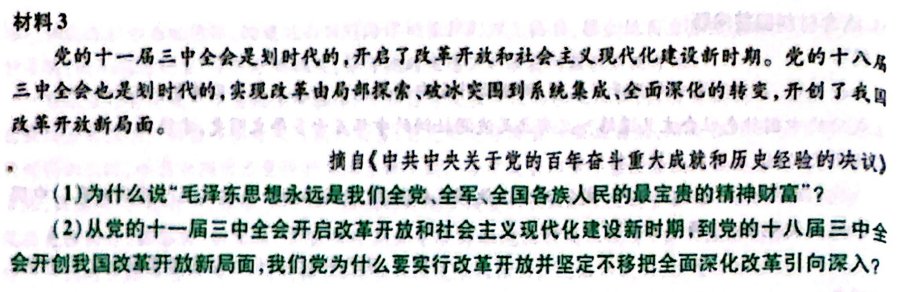 材料3
党的十一届三中全会是划时代的,开启了改革开放和社会主义现代化建设新时期。党的十八届
三中全会也是划时代的,实现改革由局部探索、破冰突围到系统集成、全面深化的转变,开创了我国
改革开放新局面。
摘自《中共中央关于党的百年奋斗重大成就和历史经验的决议》
(1)为什么说“毛泽东思想永远是我们全党、全军、全国各族人民的最宝贵的精神财富”?
(2)从党的十一届三中全会开启改革开放和社会主义现代化建设新时期,到党的十八届三中全
会开创我国改革开放新局面,我们党为什么要实行改革开放并坚定不移把全面深化改革引向深入?